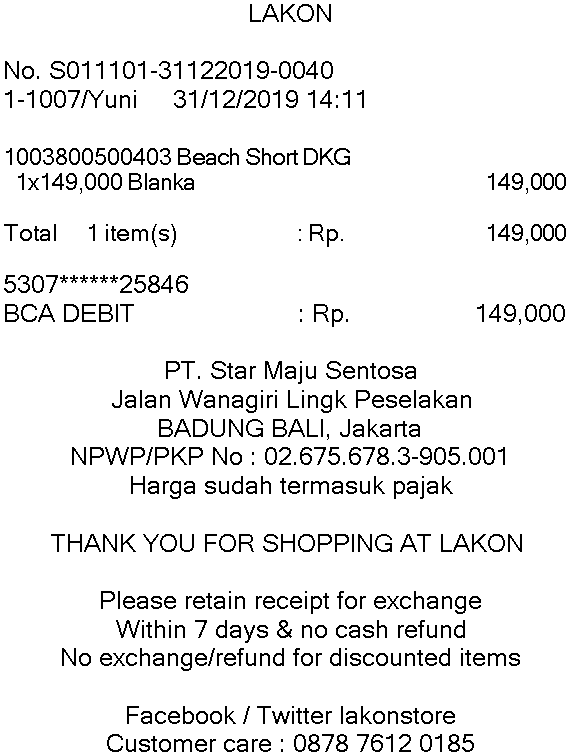 LAKON
No. S011101-31122019-0040
1-1007/Yuni 31/12/2019 14:11
1003800500403 Beach Short DKG
1x149,000 Blanka 149,000
Total 1 item(s) : Rp. 149,000
5307******25846
BCA DEBIT : Rp. 149,000
PT. Star Maju Sentosa
Jalan Wanagiri Lingk Peselakan
BADUNG BALI, Jakarta
NPWP/PKP No : 02.675.678.3-905.001
Harga sudah termasuk pajak
THANK YOU FOR SHOPPING AT LAKON
Please retain receipt for exchange
Within 7 days & no cash refund
No exchange/refund for discounted items
Facebook / Twitter lakonstore
Customer care : 0878 7612 0185